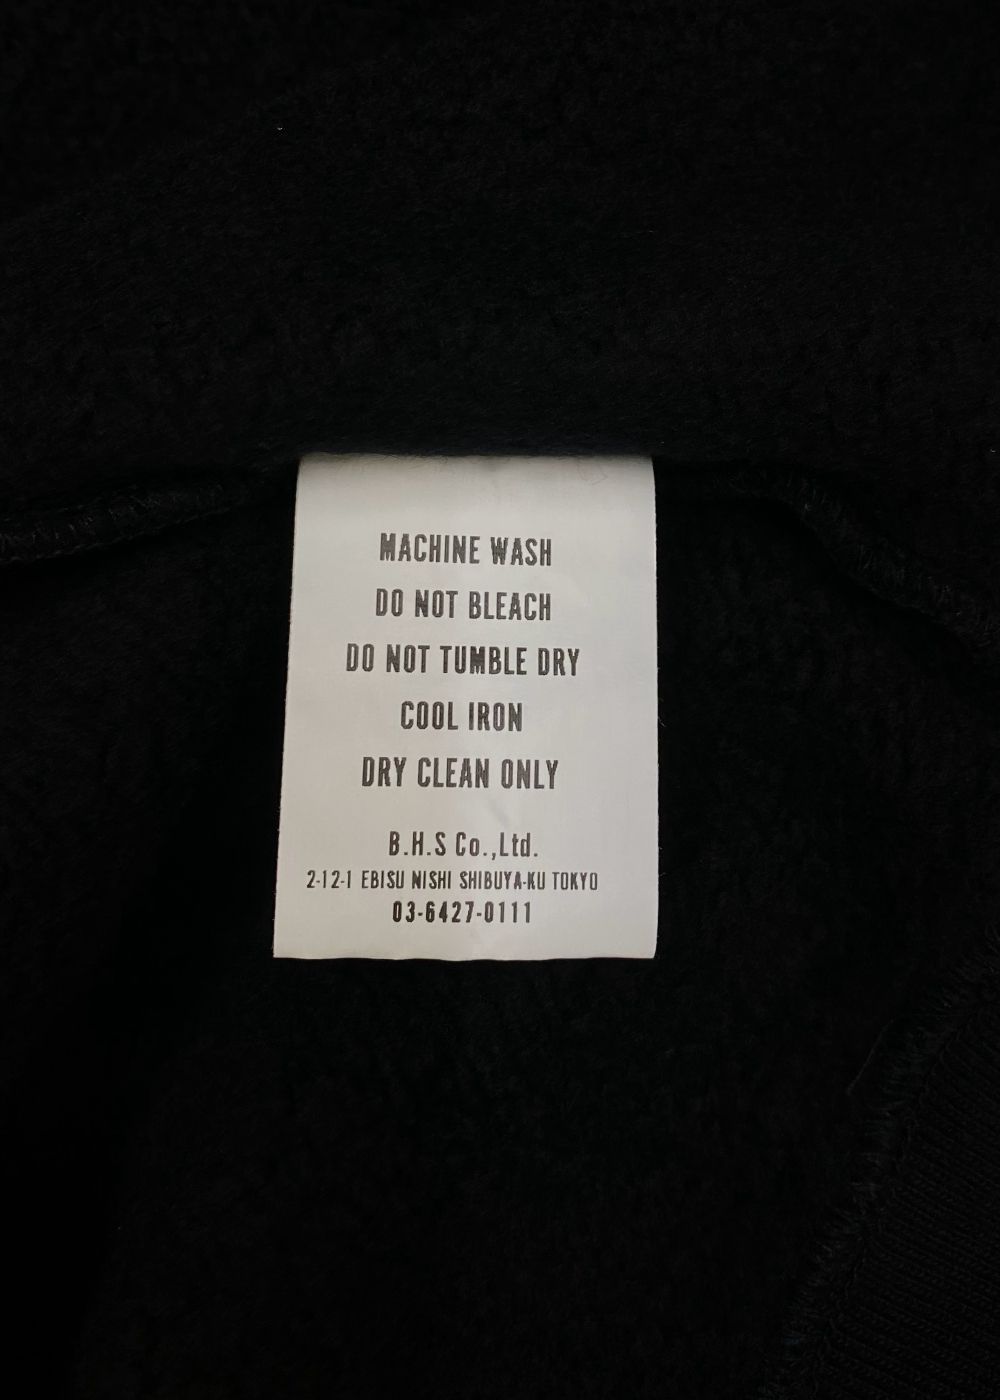 MACHINE WASH
DO NOT BLEACH
DO NOT TUMBLE DRY
COOL IRON
DRY CLEAN ONLY
B.H.S Co.,Ltd.
2-12-1 EBISU NISHI SHIBUYA-KU TOKYO
03-6427-0111